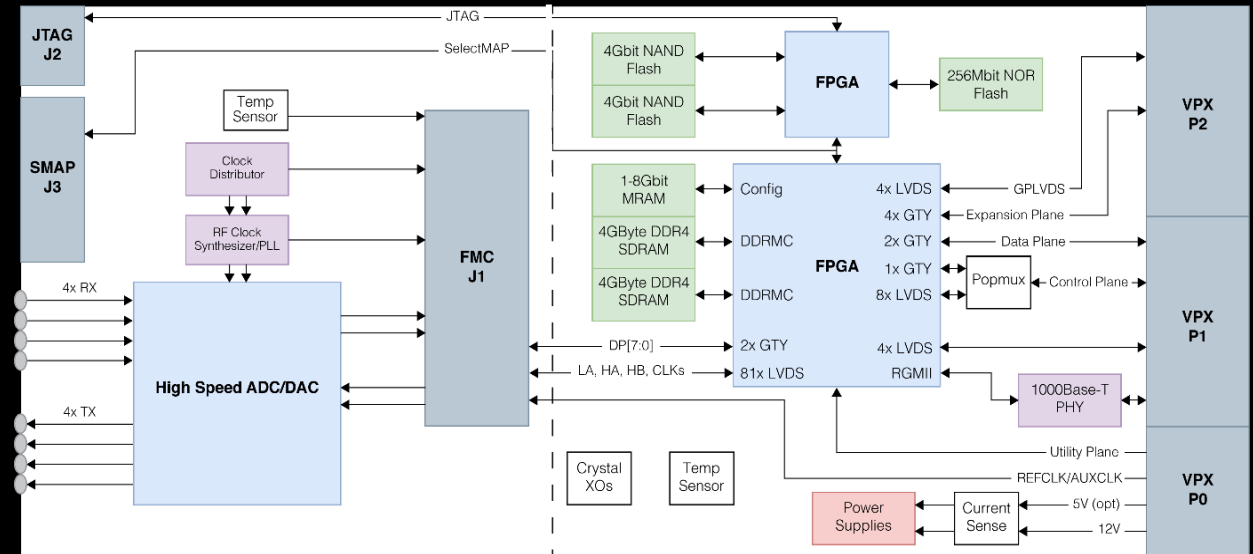 JTAG
J2
JTAG
SelectMAP
SMAP
J3
Temp
Sensor
Clock
Distributor
RF Clock
Synthesizer/PLL
4x RX
High Speed ADC/DAC
4x TX
FMC
J1
4Gbit NAND
Flash
4Gbit NAND
Flash
FPGA
256Mbit NOR
Flash
1-8Gbit
MRAM
4GByte DDR4
SDRAM
4GByte DDR4
SDRAM
Config
DDRMC
DDRMC
2x GTY
81x LVDS
FPGA
4x LVDS
4x GTY
2x GTY
1x GTY
8x LVDS
4x LVDS
RGMII
DP[7:0]
LA, HA, HB, CLKs
GPLVDS
Expansion Plane
Data Plane
Popmux
Control Plane
1000Base-T
PHY
Utility Plane
REFCLK/AUXCLK
5V (opt)
12V
Crystal
XOs
Temp
Sensor
Power
Supplies
Current
Sense
VPX
P2
VPX
P1
VPX
P0